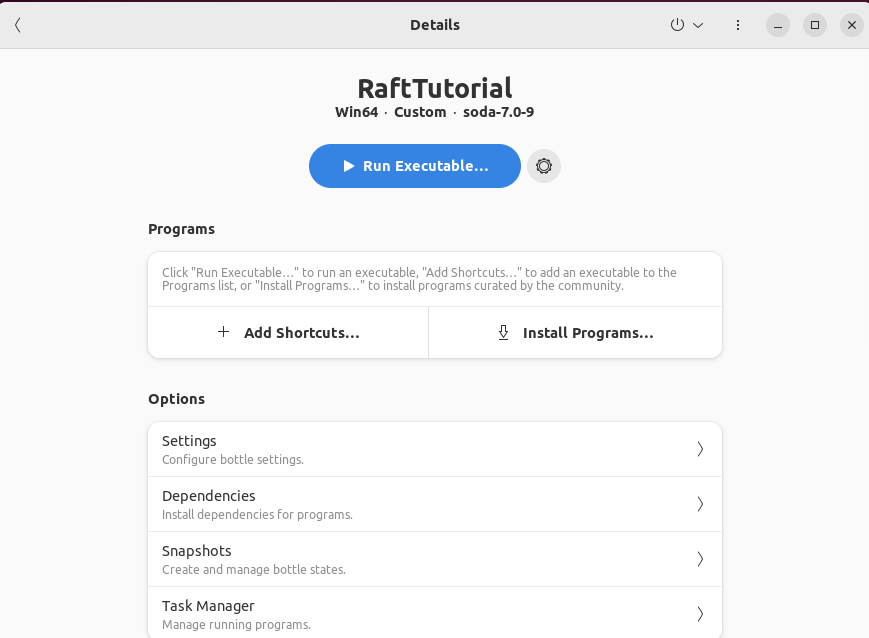 Details
RaftTutorial
Win64 · Custom · soda-7.0-9
Run Executable…
Programs
Click "Run Executable…" to run an executable, "Add Shortcuts…" to add an executable to the
Programs list, or "Install Programs…" to install programs curated by the community.
Add Shortcuts…
Install Programs…
Options
Settings
Configure bottle settings.
Dependencies
Install dependencies for programs.
Snapshots
Create and manage bottle states.
Task Manager
Manage running programs.